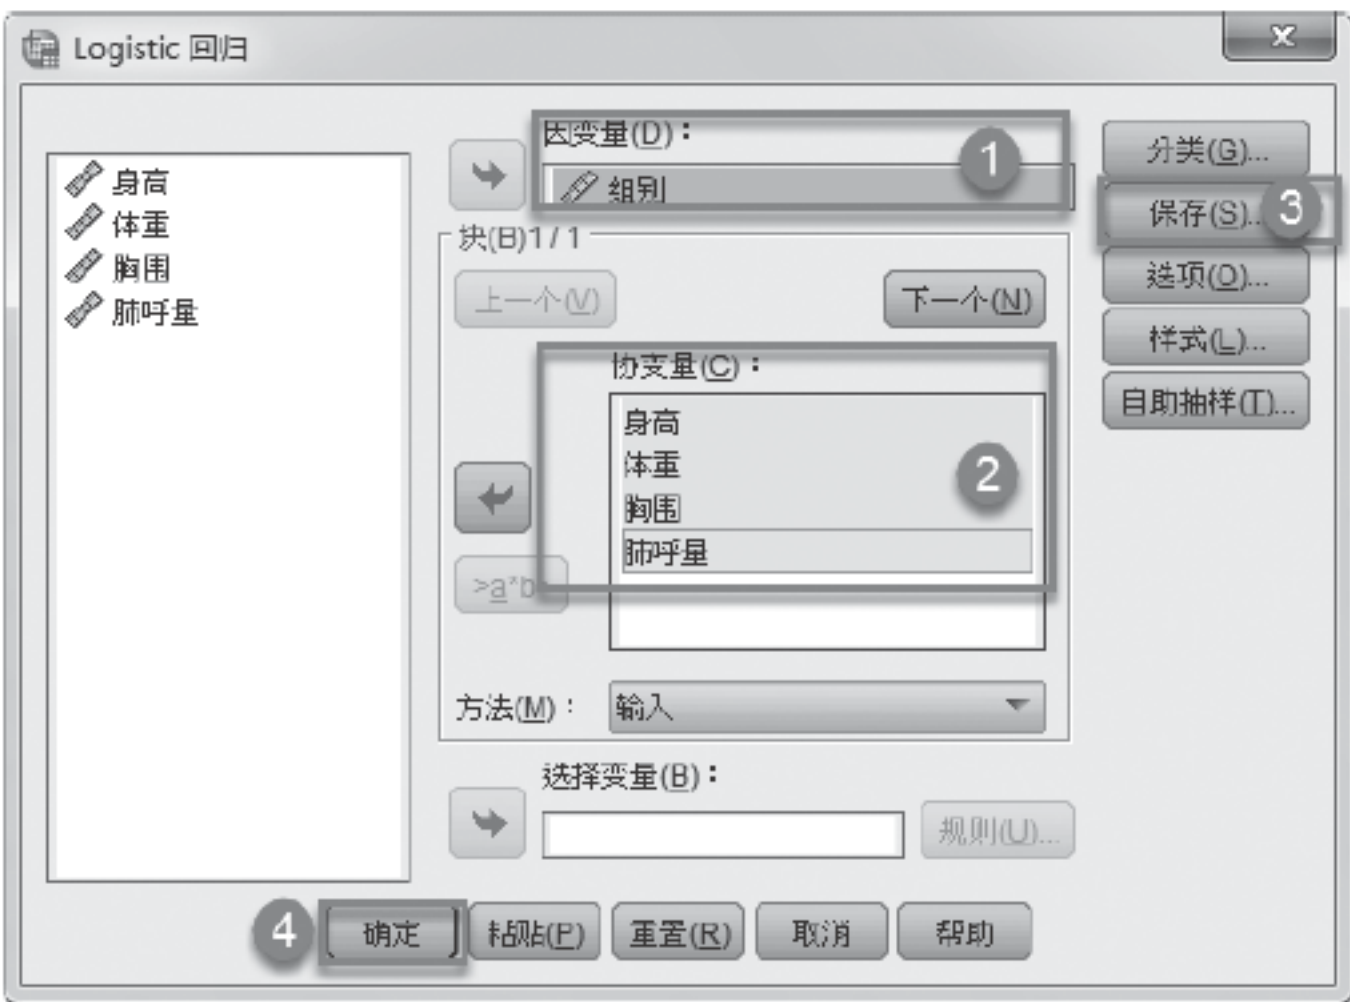 Logistic 回归
因变量(D)：
1
组别
身高
体重
胸围
肺呼量
块(B)1 / 1
上一个(V)
下一个(N)
协变量(C)：
身高
体重
胸围
肺呼量
2
>a*b
方法(M)：
输入
选择变量(B)：
规则(U)...
分类(G)...
保存(S)...
3
选项(O)...
样式(L)...
自助抽样(T)...
4
确定
粘贴(P)
重置(R)
取消
帮助